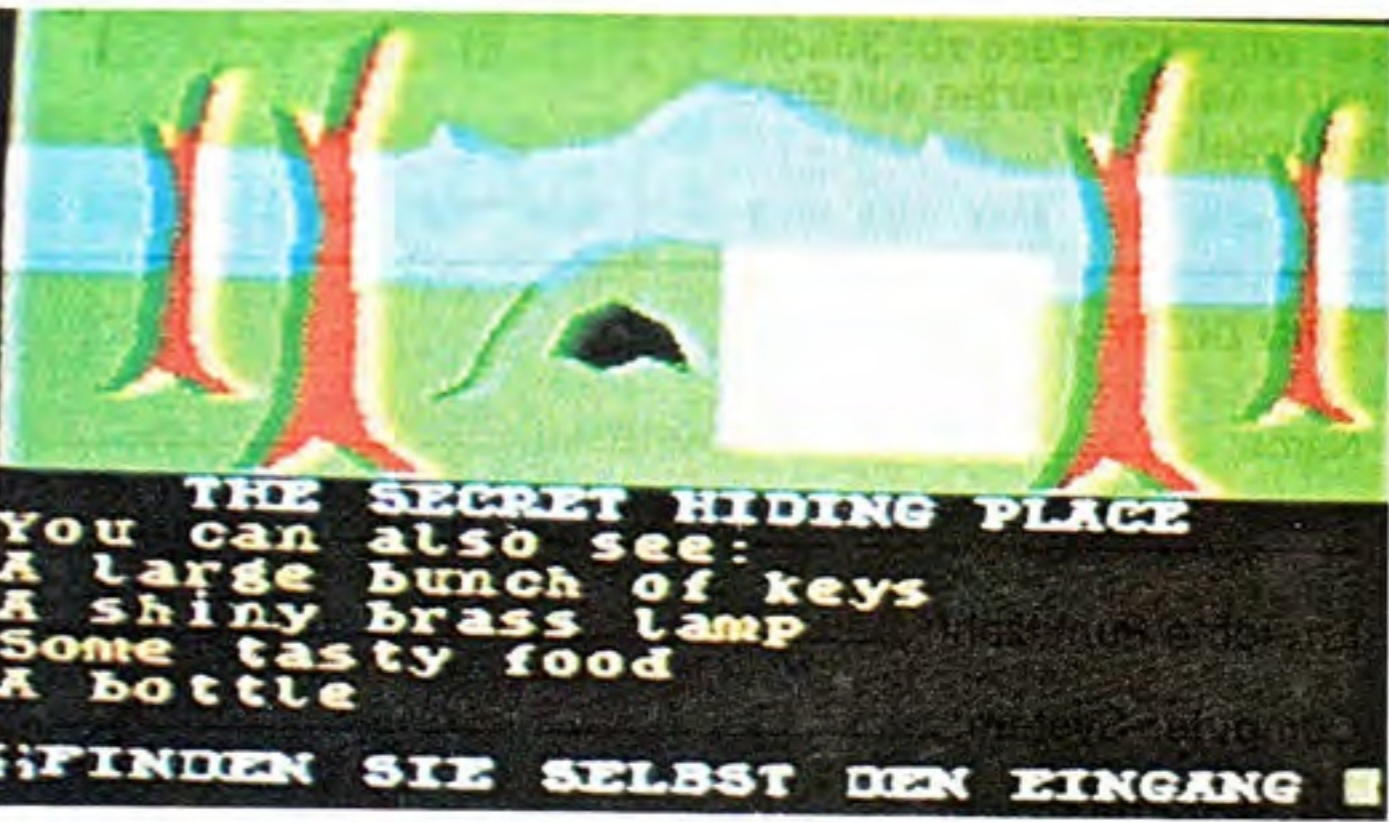 THE SECRET HIDING PLACE
You can also see:
A large bunch of keys
A shiny brass lamp
Some tasty food
A bottle
;;FINDEN SIE SELBST DEN EINGANG